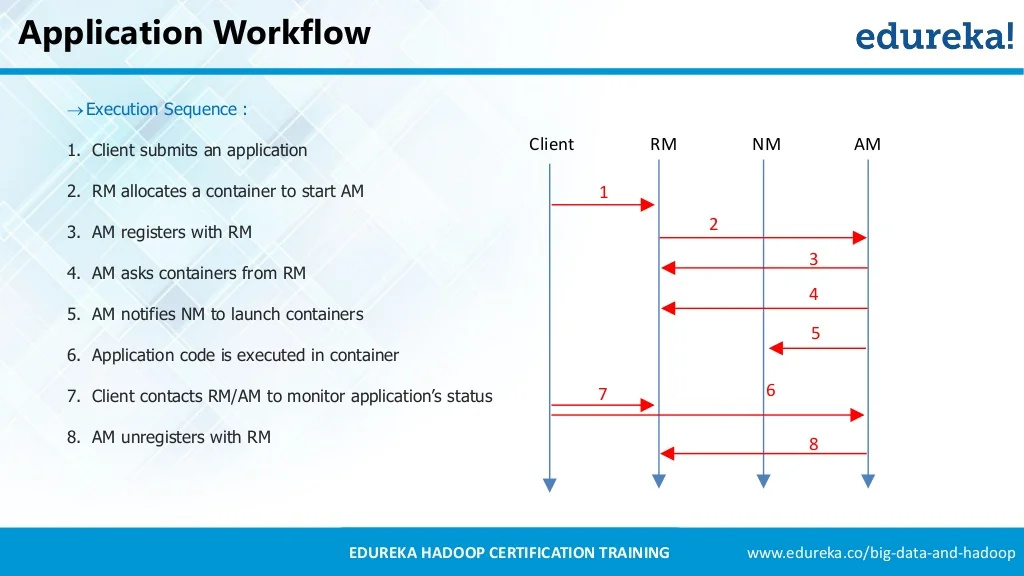 Application Workflow
edureka!
→Execution Sequence :
1. Client submits an application
2. RM allocates a container to start AM
3. AM registers with RM
4. AM asks containers from RM
5. AM notifies NM to launch containers
6. Application code is executed in container
7. Client contacts RM/AM to monitor application’s status
8. AM unregisters with RM
Client RM NM AM
1
2
3
4
5
6
7
8
EDUREKA HADOOP CERTIFICATION TRAINING
www.edureka.co/big-data-and-hadoop